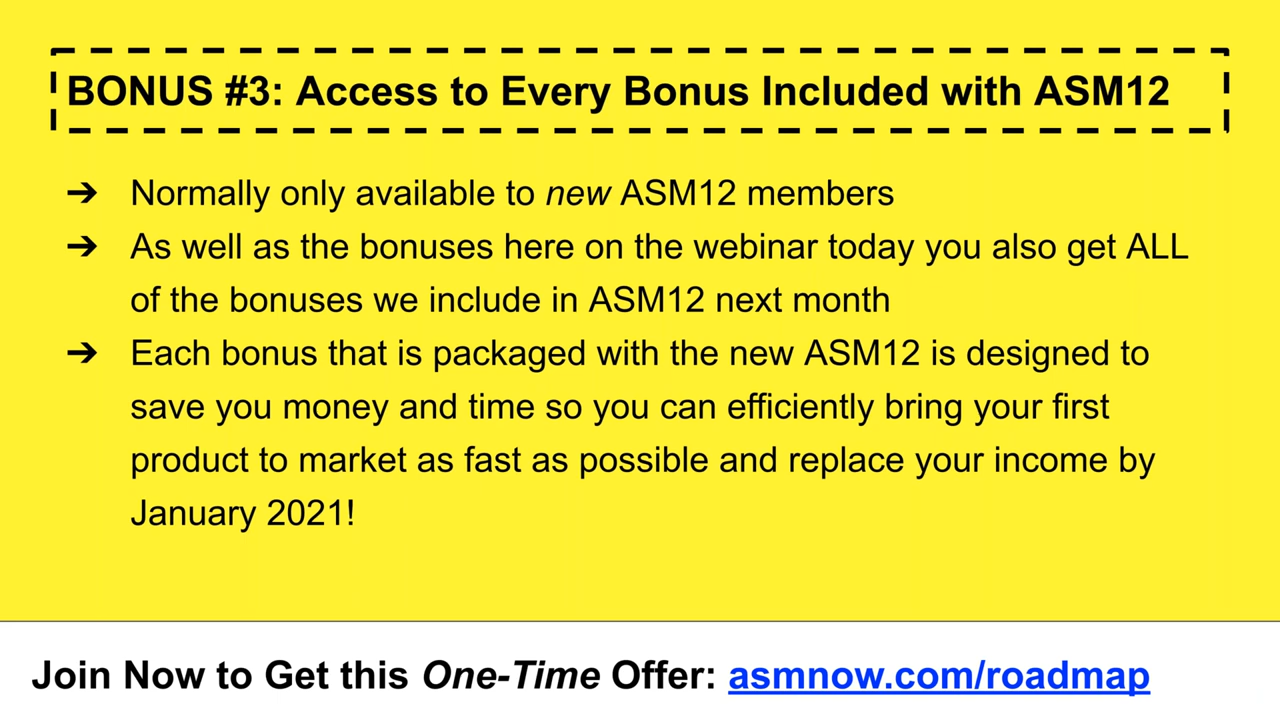 BONUS #3: Access to Every Bonus Included with ASM12
➔ Normally only available to new ASM12 members
➔ As well as the bonuses here on the webinar today you also get ALL
of the bonuses we include in ASM12 next month
➔ Each bonus that is packaged with the new ASM12 is designed to
save you money and time so you can efficiently bring your first
product to market as fast as possible and replace your income by
January 2021!
Join Now to Get this One-Time Offer: asmnow.com/roadmap